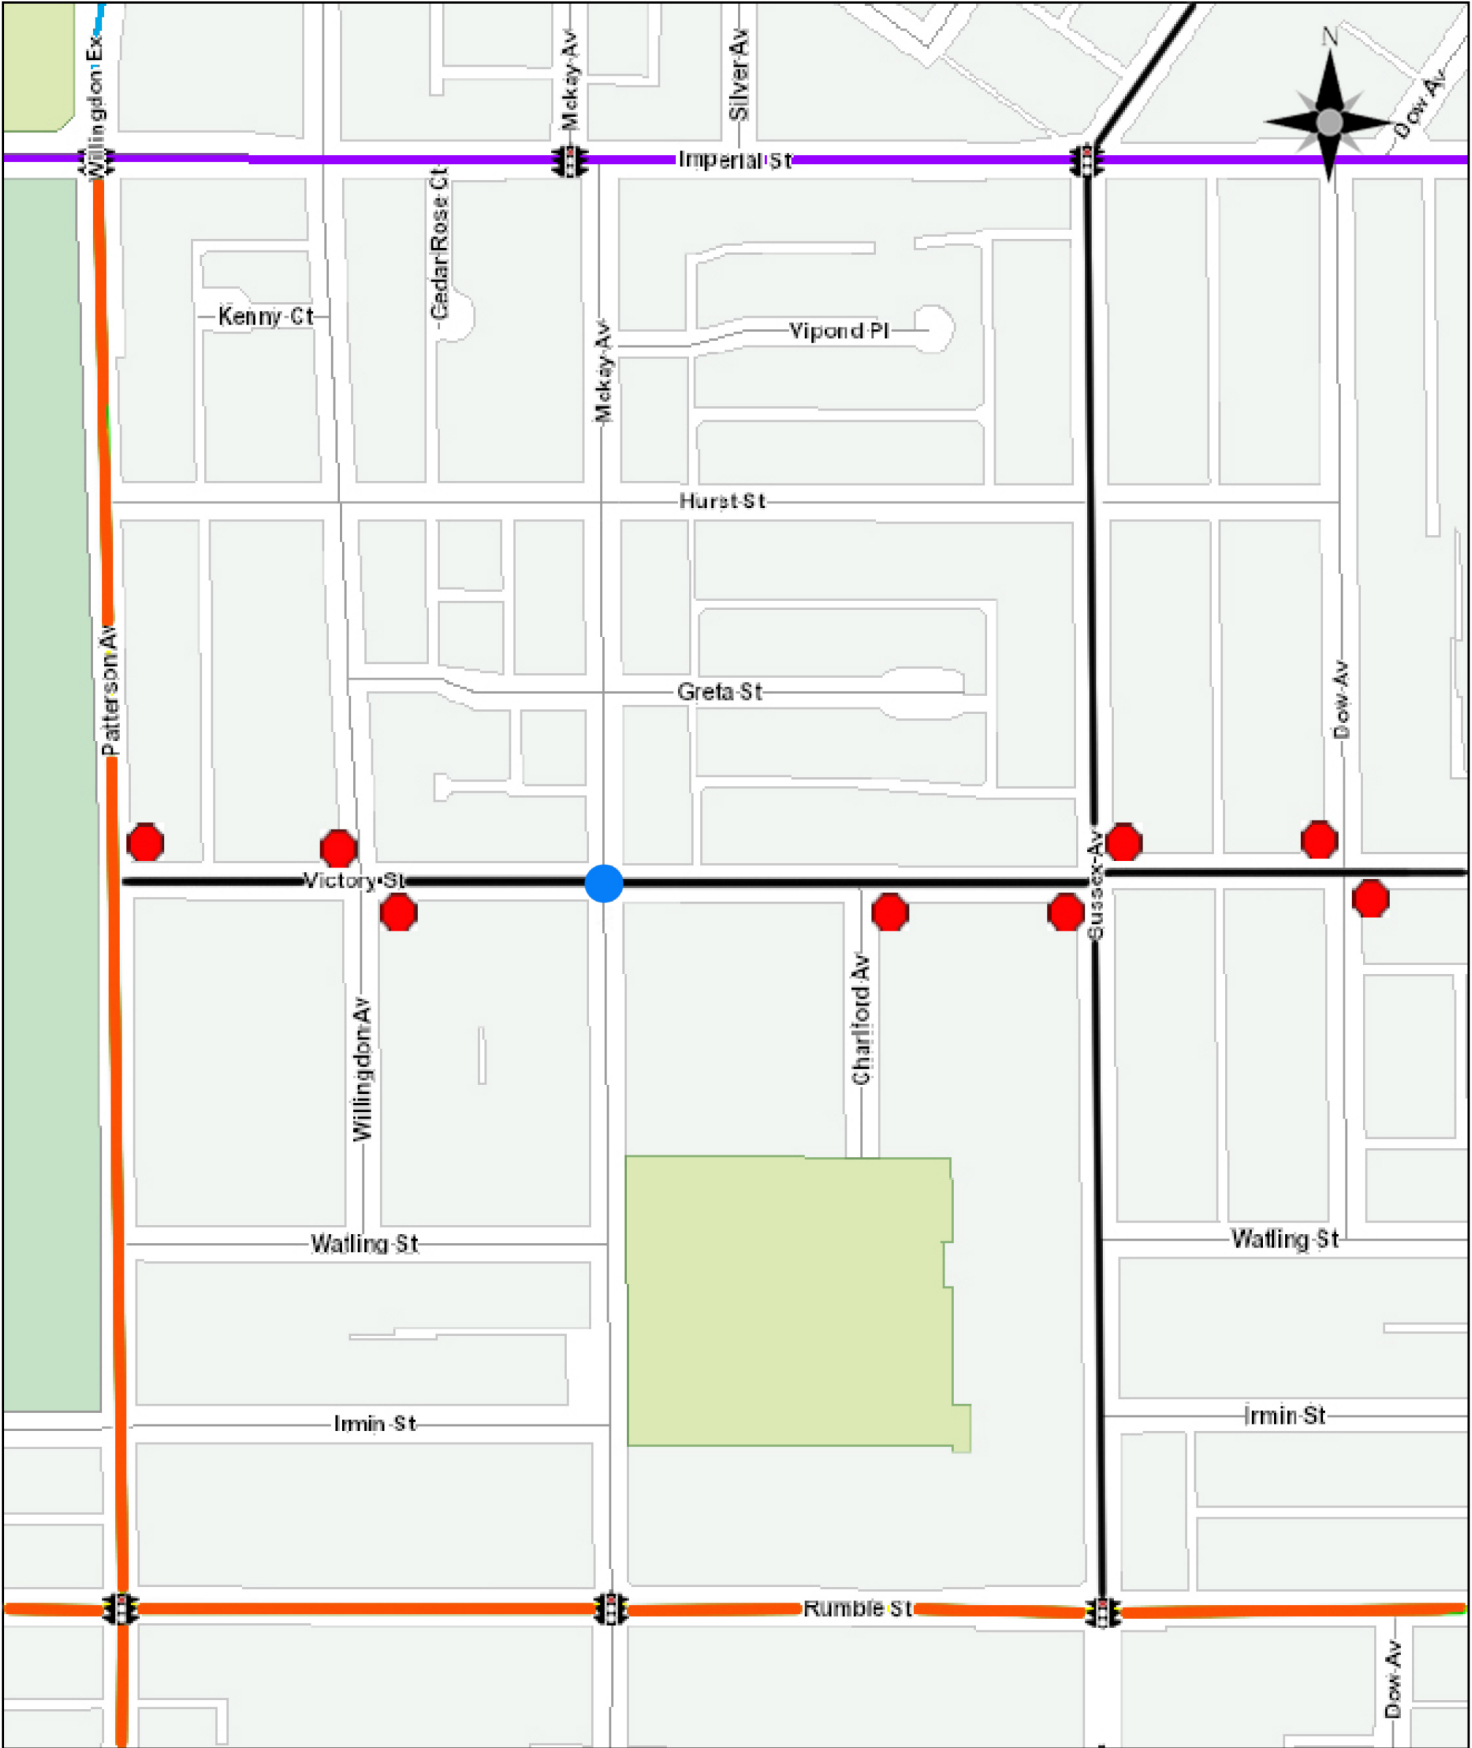 Willingdon Ex
Mckay Av
Silver Av
N
Dow Av
Imperial St
Cedar Rose Ct
Kenny Ct
Vipond Pl
Mckay Av
Hurst St
Patterson Av
Greta St
Dow Av
Victory St
Sussex Av
Willingdon Av
Charlford Av
Watling St
Watling St
Irmin St
Irmin St
Rumble St
Dow Av